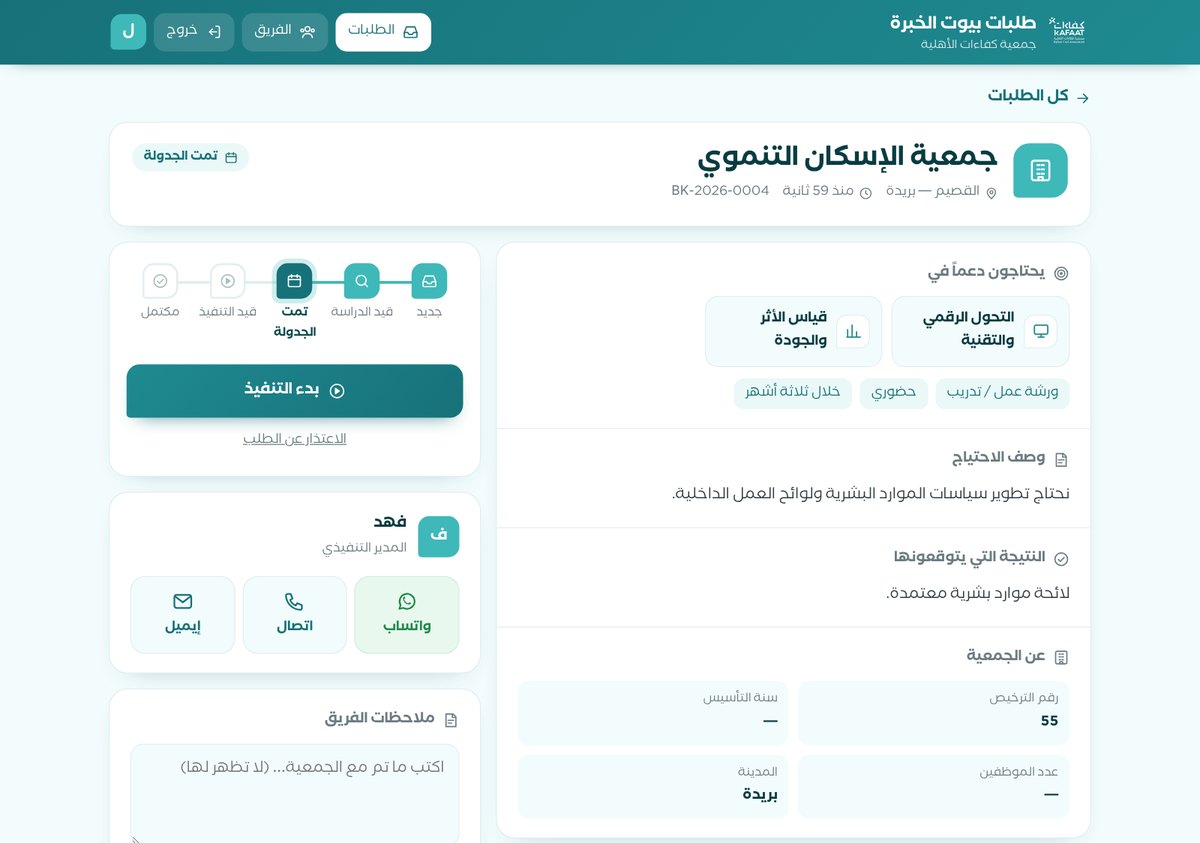 طلبات بيوت الخبرة
جمعية كفاءات الأهلية
كفاءات
KAFAAT
الطلبات
الفريق
خروج
ل
كل الطلبات
جمعية الإسكان التنموي
القصيم — بريدة
منذ 59 ثانية
BK-2026-0004
تمت الجدولة
يحتاجون دعماً في
التحول الرقمي
والتقنية
قياس الأثر
والجودة
ورشة عمل / تدريب
حضوري
خلال ثلاثة أشهر
وصف الاحتياج
نحتاج تطوير سياسات الموارد البشرية ولوائح العمل الداخلية.
النتيجة التي يتوقعونها
لائحة موارد بشرية معتمدة.
عن الجمعية
رقم الترخيص
55
سنة التأسيس
—
عدد الموظفين
—
المدينة
بريدة
جديد
قيد الدراسة
تمت
الجدولة
قيد التنفيذ
مكتمل
بدء التنفيذ
الاعتذار عن الطلب
ف
فهد
المدير التنفيذي
واتساب
اتصال
إيميل
ملاحظات الفريق
اكتب ما تم مع الجمعية... (لا تظهر لها)